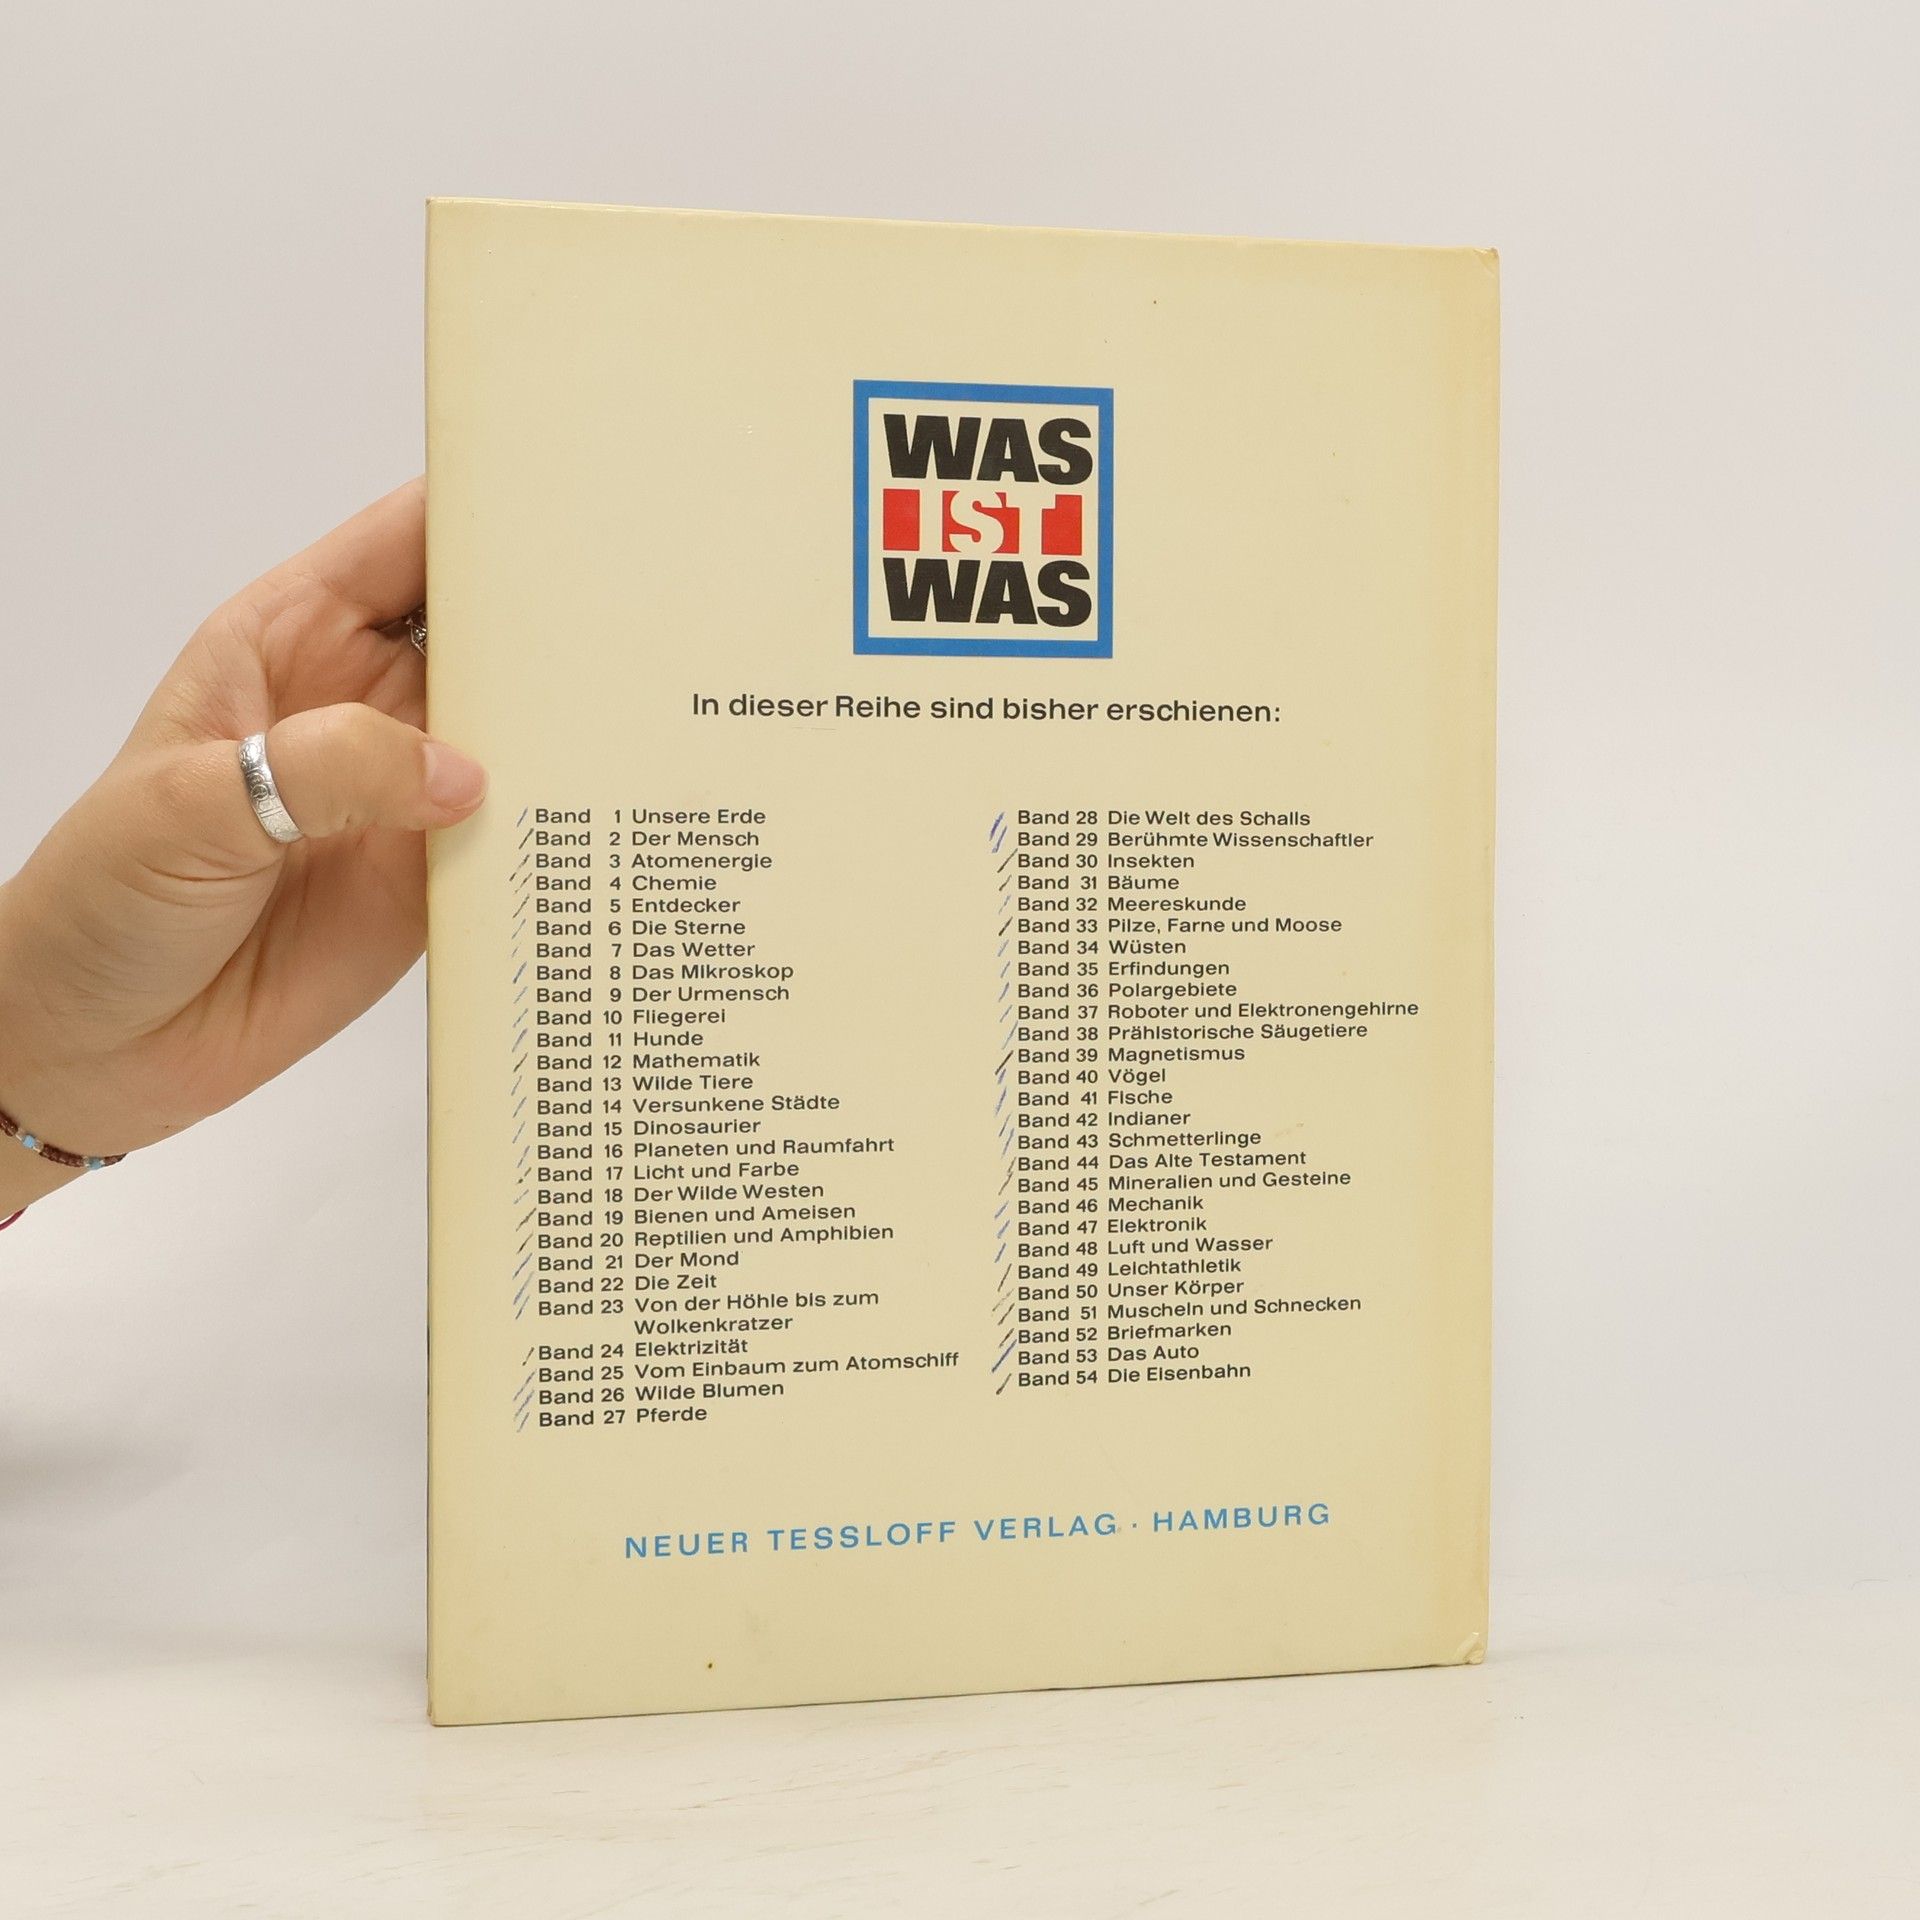 WAS
IST
WAS
In dieser Reihe sind bisher erschienen:
Band 1 Unsere Erde
Band 2 Der Mensch
Band 3 Atomenergie
Band 4 Chemie
Band 5 Entdecker
Band 6 Die Sterne
Band 7 Das Wetter
Band 8 Das Mikroskop
Band 9 Der Urmensch
Band 10 Fliegerei
Band 11 Hunde
Band 12 Mathematik
Band 13 Wilde Tiere
Band 14 Versunkene Städte
Band 15 Dinosaurier
Band 16 Planeten und Raumfahrt
Band 17 Licht und Farbe
Band 18 Der Wilde Westen
Band 19 Bienen und Ameisen
Band 20 Reptilien und Amphibien
Band 21 Der Mond
Band 22 Die Zeit
Band 23 Von der Höhle bis zum
Wolkenkratzer
Band 24 Elektrizität
Band 25 Vom Einbaum zum Atomschiff
Band 26 Wilde Blumen
Band 27 Pferde
Band 28 Die Welt des Schalls
Band 29 Berühmte Wissenschaftler
Band 30 Insekten
Band 31 Bäume
Band 32 Meereskunde
Band 33 Pilze, Farne und Moose
Band 34 Wüsten
Band 35 Erfindungen
Band 36 Polargebiete
Band 37 Roboter und Elektronengehirne
Band 38 Prähistorische Säugetiere
Band 39 Magnetismus
Band 40 Vögel
Band 41 Fische
Band 42 Indianer
Band 43 Schmetterlinge
Band 44 Das Alte Testament
Band 45 Mineralien und Gesteine
Band 46 Mechanik
Band 47 Elektronik
Band 48 Luft und Wasser
Band 49 Leichtathletik
Band 50 Unser Körper
Band 51 Muscheln und Schnecken
Band 52 Briefmarken
Band 53 Das Auto
Band 54 Die Eisenbahn
NEUER TESSLOFF VERLAG · HAMBURG